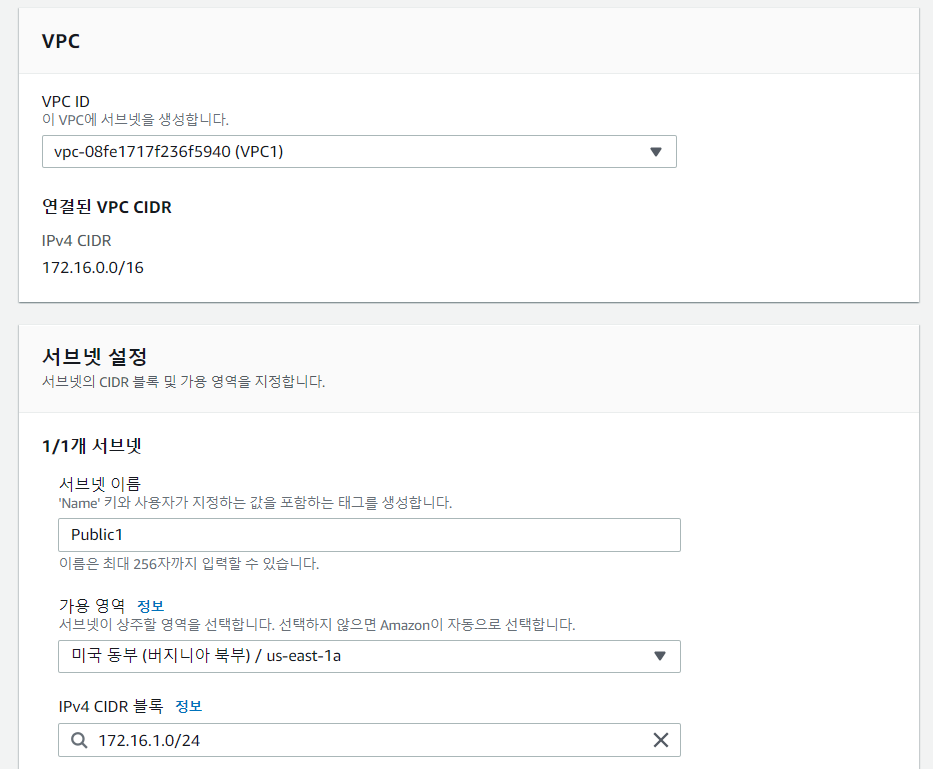 VPC
VPC ID
이 VPC에 서브넷을 생성합니다.
vpc-08fe1717f236f5940 (VPC1)
연결된 VPC CIDR
IPv4 CIDR
172.16.0.0/16
서브넷 설정
서브넷의 CIDR 블록 및 가용 영역을 지정합니다.
1/1개 서브넷
서브넷 이름
'Name' 키와 사용자가 지정하는 값을 포함하는 태그를 생성합니다.
Public1
이름은 최대 256자까지 입력할 수 있습니다.
가용 영역 정보
서브넷이 상주할 영역을 선택합니다. 선택하지 않으면 Amazon이 자동으로 선택합니다.
미국 동부 (버지니아 북부) / us-east-1a
IPv4 CIDR 블록 정보
172.16.1.0/24